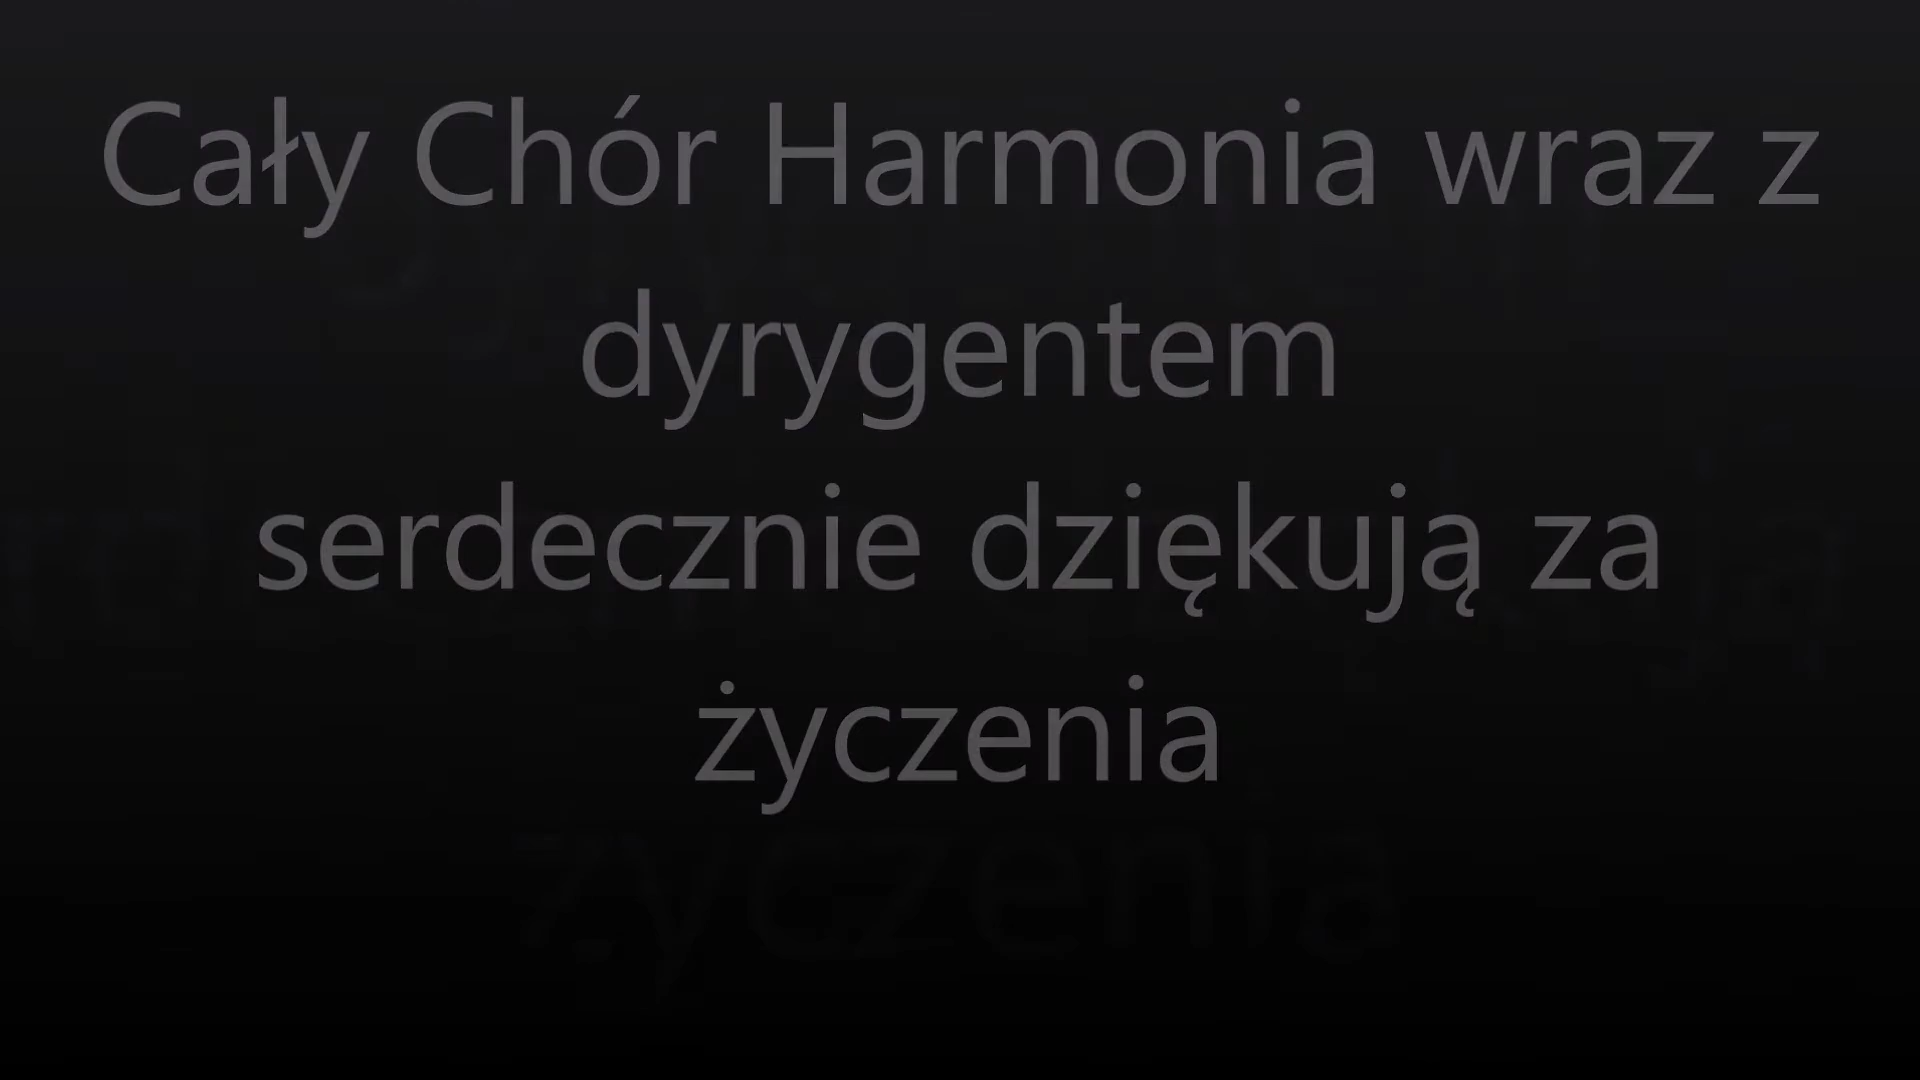 Cały Chór Harmonia wraz z
dyrygentem
serdecznie dziękują za
życzenia